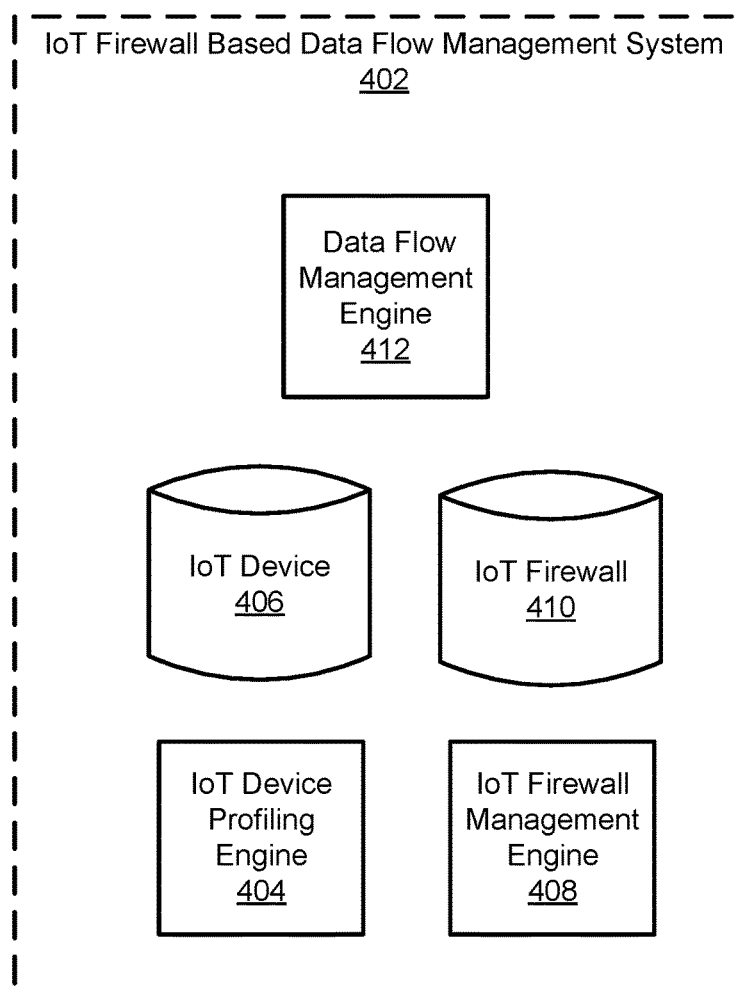 IoT Firewall Based Data Flow Management System
402
Data Flow
Management
Engine
412
IoT Device
406
IoT Firewall
410
IoT Device
Profiling
Engine
404
IoT Firewall
Management
Engine
408